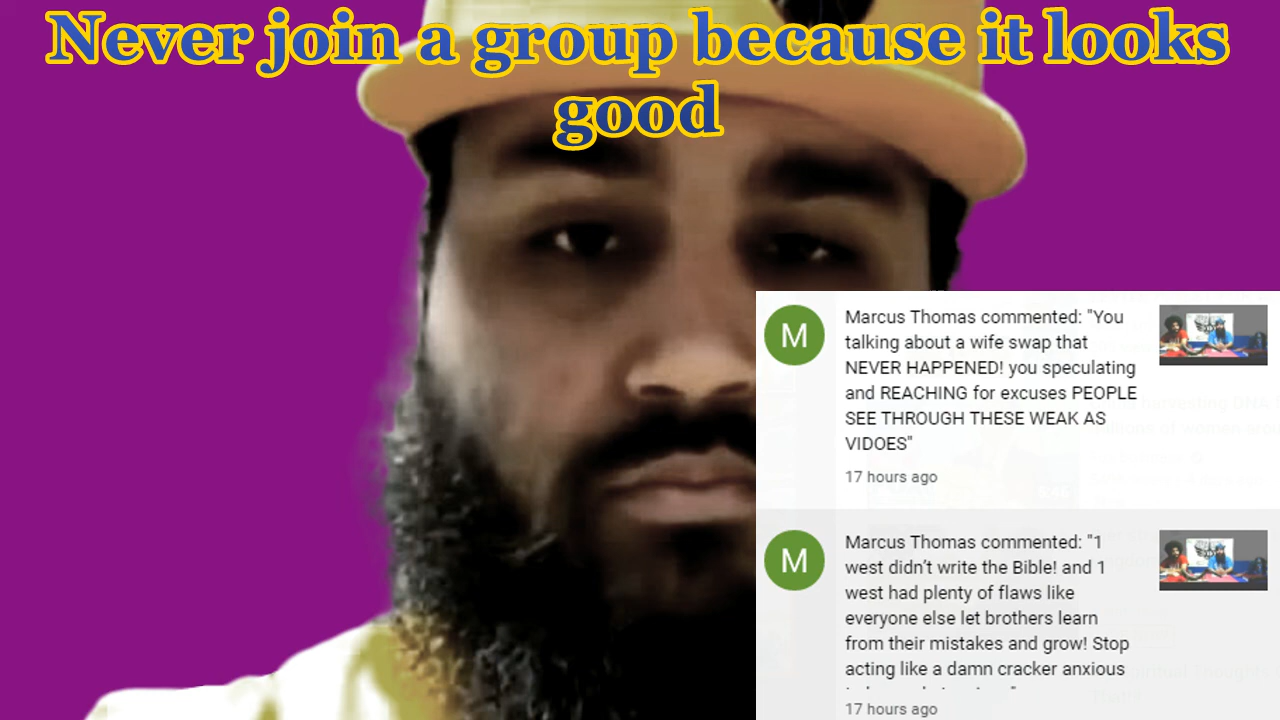 Never join a group because it looks
good
M
Marcus Thomas commented: "You
talking about a wife swap that
NEVER HAPPENED! you speculating
and REACHING for excuses PEOPLE
SEE THROUGH THESE WEAK AS
VIDOES"
17 hours ago
M
Marcus Thomas commented: "1
west didn't write the Bible! and 1
west had plenty of flaws like
everyone else let brothers learn
from their mistakes and grow! Stop
acting like a damn cracker anxious
17 hours ago